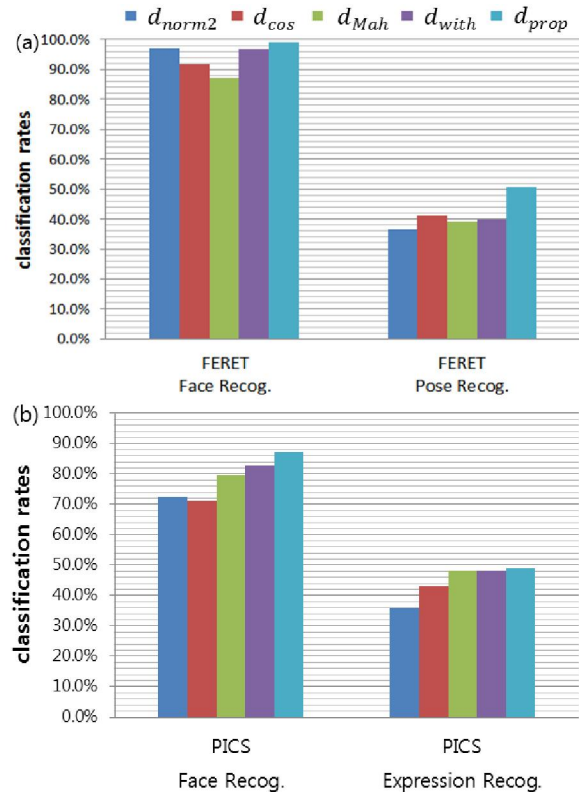 d_norm2 d_cos d_Mah d_with d_prop
(a)
100.0%
90.0%
80.0%
70.0%
60.0%
50.0%
40.0%
30.0%
20.0%
10.0%
0.0%
classification rates
FERET FERET
Face Recog. Pose Recog.
(b)
100.0%
90.0%
80.0%
70.0%
60.0%
50.0%
40.0%
30.0%
20.0%
10.0%
0.0%
classification rates
PICS PICS
Face Recog. Expression Recog.